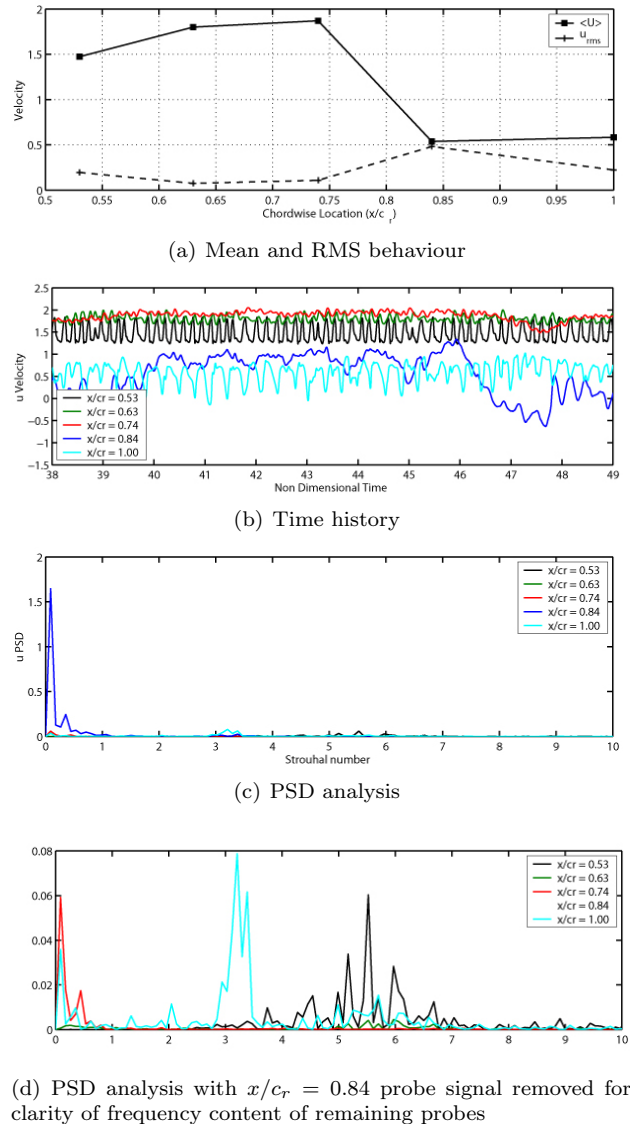 2
1.5
1
0.5
0
Velocity
<U>
u rms
0.5 0.55 0.6 0.65 0.7 0.75 0.8 0.85 0.9 0.95 1
Chordwise Location (x/c r)
(a) Mean and RMS behaviour
2.5
2
1.5
1
0.5
0
−0.5
−1
−1.5
u Velocity
x/cr = 0.53
x/cr = 0.63
x/cr = 0.74
x/cr = 0.84
x/cr = 1.00
38 39 40 41 42 43 44 45 46 47 48 49
Non Dimensional Time
(b) Time history
2
1.5
1
0.5
0
u PSD
x/cr = 0.53
x/cr = 0.63
x/cr = 0.74
x/cr = 0.84
x/cr = 1.00
0 1 2 3 4 5 6 7 8 9 10
Strouhal number
(c) PSD analysis
0.08
0.06
0.04
0.02
0
x/cr = 0.53
x/cr = 0.63
x/cr = 0.74
x/cr = 0.84
x/cr = 1.00
0 1 2 3 4 5 6 7 8 9 10
(d) PSD analysis with x/cr = 0.84 probe signal removed for
clarity of frequency content of remaining probes